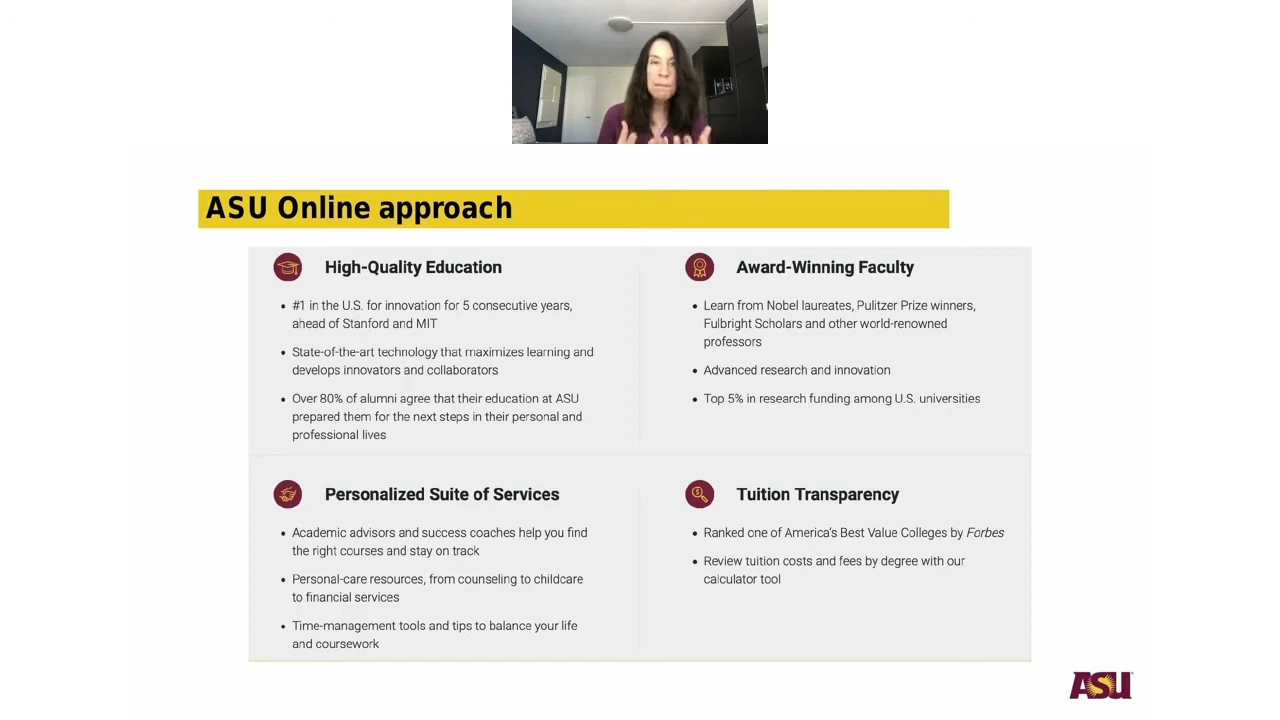 ASU Online approach
High-Quality Education
• #1 in the U.S. for innovation for 5 consecutive years,
ahead of Stanford and MIT
• State-of-the-art technology that maximizes learning and
develops innovators and collaborators
• Over 80% of alumni agree that their education at ASU
prepared them for the next steps in their personal and
professional lives
Award-Winning Faculty
• Learn from Nobel laureates, Pulitzer Prize winners,
Fulbright Scholars and other world-renowned
professors
• Advanced research and innovation
• Top 5% in research funding among U.S. universities
Personalized Suite of Services
• Academic advisors and success coaches help you find
the right courses and stay on track
• Personal-care resources, from counseling to childcare
to financial services
• Time-management tools and tips to balance your life
and coursework
Tuition Transparency
• Ranked one of America's Best Value Colleges by Forbes
• Review tuition costs and fees by degree with our
calculator tool
ASU